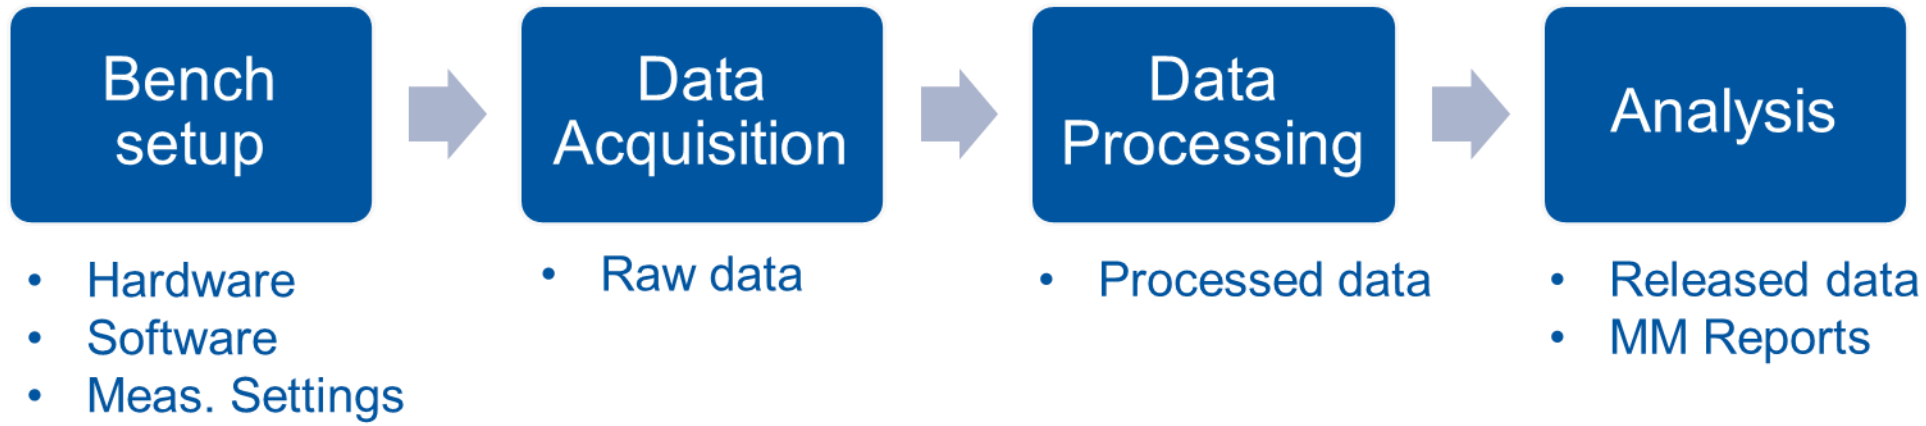 Bench
setup
Data
Acquisition
Data
Processing
Analysis
• Hardware
• Software
• Meas. Settings
• Raw data
• Processed data
• Released data
• MM Reports